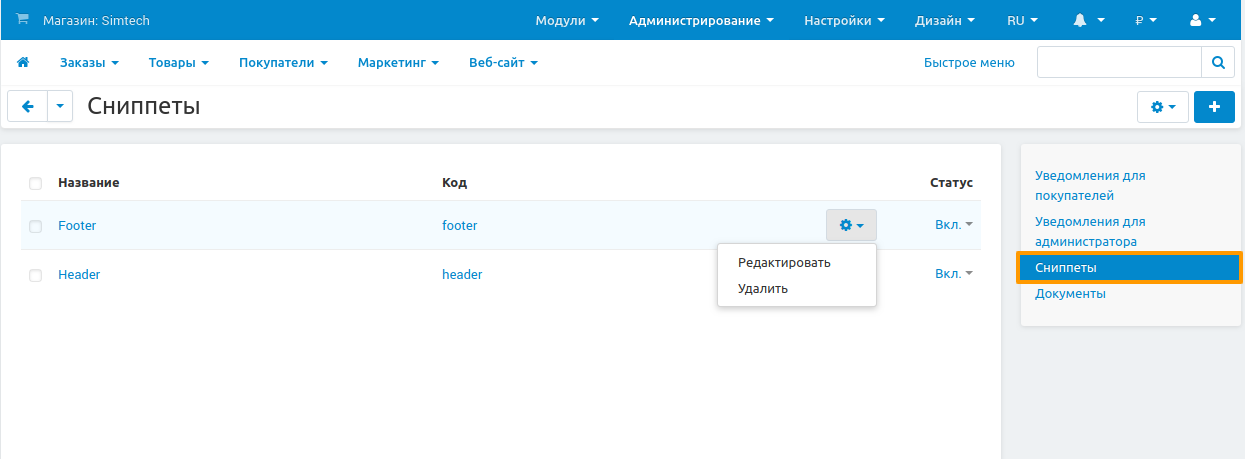 Магазин: Simtech Модули Администрирование Настройки Дизайн RU ₽
Заказы Товары Покупатели Маркетинг Веб-сайт Быстрое меню
Сниппеты
Название Код Статус
Footer footer Вкл.
Редактировать
Удалить
Header header Вкл.
Уведомления для
покупателей
Уведомления для
администратора
Сниппеты
Документы